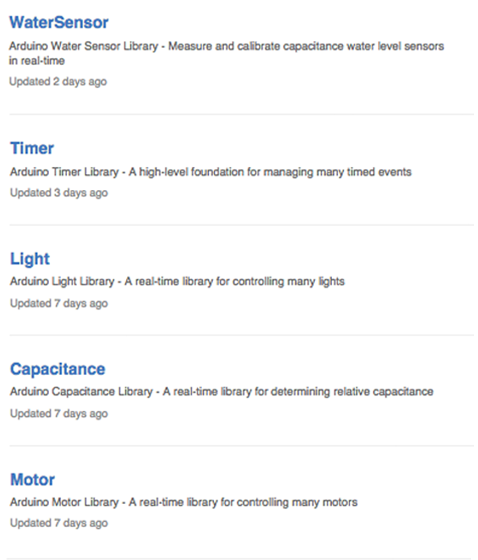 WaterSensor
Arduino Water Sensor Library - Measure and calibrate capacitance water level sensors
in real-time
Updated 2 days ago
Timer
Arduino Timer Library - A high-level foundation for managing many timed events
Updated 3 days ago
Light
Arduino Light Library - A real-time library for controlling many lights
Updated 7 days ago
Capacitance
Arduino Capacitance Library - A real-time library for determining relative capacitance
Updated 7 days ago
Motor
Arduino Motor Library - A real-time library for controlling many motors
Updated 7 days ago